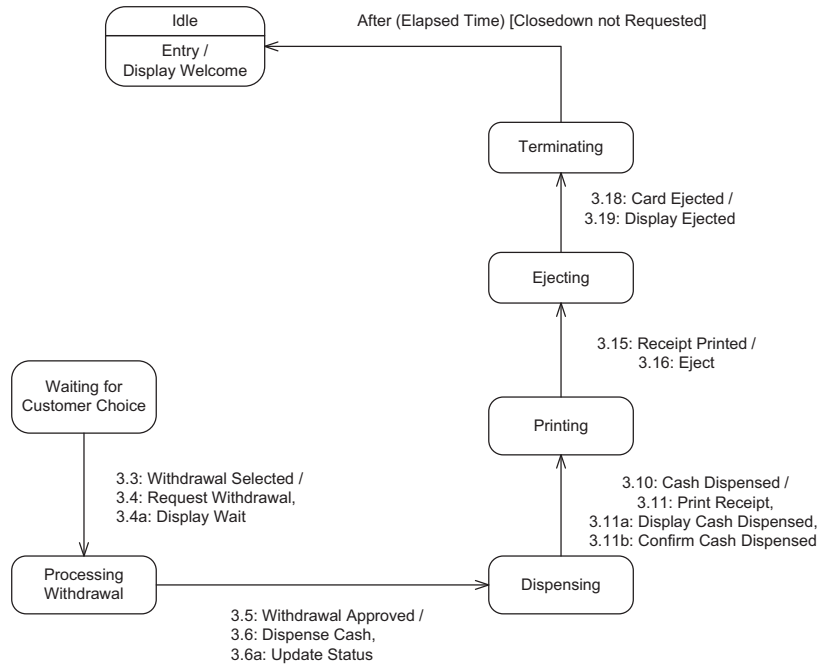 Idle
Entry /
Display Welcome
After (Elapsed Time) [Closedown not Requested]
Terminating
3.18: Card Ejected /
3.19: Display Ejected
Ejecting
3.15: Receipt Printed /
3.16: Eject
Waiting for
Customer Choice
Printing
3.3: Withdrawal Selected /
3.4: Request Withdrawal,
3.4a: Display Wait
3.10: Cash Dispensed /
3.11: Print Receipt,
3.11a: Display Cash Dispensed,
3.11b: Confirm Cash Dispensed
Processing
Withdrawal
Dispensing
3.5: Withdrawal Approved /
3.6: Dispense Cash,
3.6a: Update Status